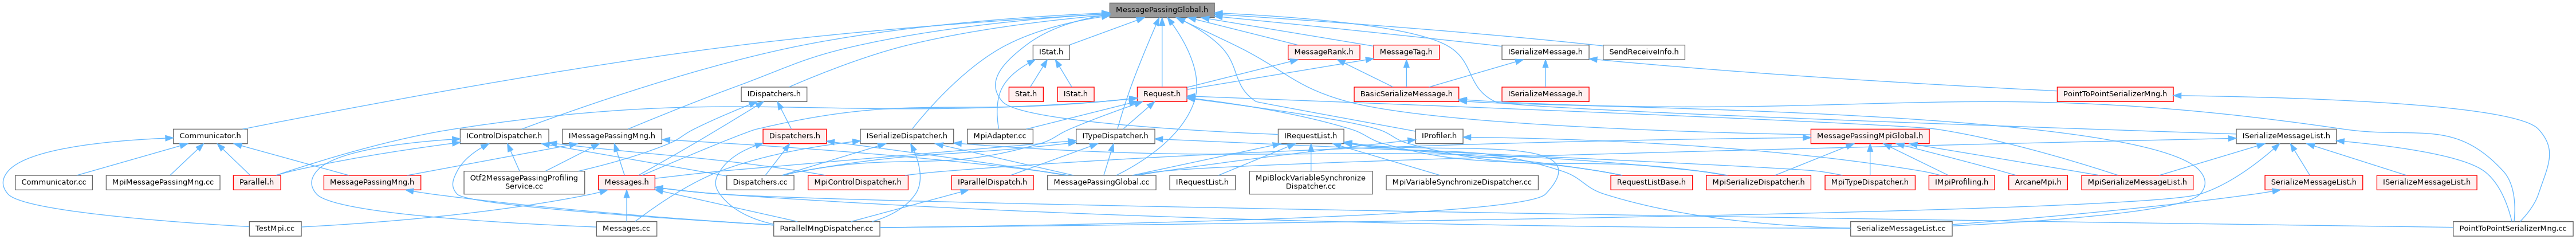 MessagePassingGlobal.h
IStat.h
MessageRank.h
MessageTag.h
ISerializeMessage.h
SendReceiveInfo.h
IDispatchers.h
Stat.h
IStat.h
Request.h
BasicSerializeMessage.h
ISerializeMessage.h
PointToPointSerializerMng.h
Communicator.h
IControlDispatcher.h
IMessagePassingMng.h
Dispatchers.h
ISerializeDispatcher.h
MpiAdapter.cc
ITypeDispatcher.h
IRequestList.h
IProfiler.h
MessagePassingMpiGlobal.h
ISerializeMessageList.h
Communicator.cc
MpiMessagePassingMng.cc
Parallel.h
MessagePassingMng.h
Otf2MessagePassingProfiling
Service.cc
Messages.h
Dispatchers.cc
MpiControlDispatcher.h
IParallelDispatch.h
MessagePassingGlobal.cc
IRequestList.h
MpiBlockVariableSynchronize
Dispatcher.cc
MpiVariableSynchronizeDispatcher.cc
RequestListBase.h
MpiSerializeDispatcher.h
MpiTypeDispatcher.h
IMpiProfiling.h
ArcaneMpi.h
MpiSerializeMessageList.h
SerializeMessageList.h
ISerializeMessageList.h
TestMpi.cc
Messages.cc
ParallelMngDispatcher.cc
SerializeMessageList.cc
PointToPointSerializerMng.cc